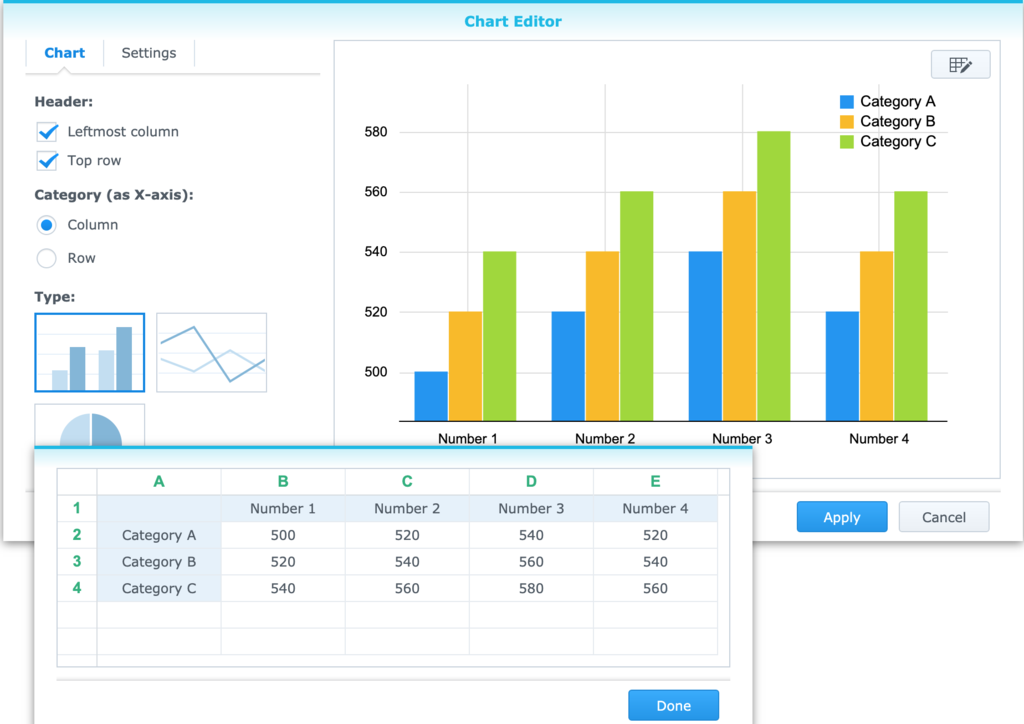 Chart Editor
Chart Settings
Header:
Leftmost column
Top row
Category (as X-axis):
Column
Row
Type:
Category A
Category B
Category C
580
560
540
520
500
Number 1 Number 2 Number 3 Number 4
A B C D E
1 Number 1 Number 2 Number 3 Number 4
2 Category A 500 520 540 520
3 Category B 520 540 560 540
4 Category C 540 560 580 560
Apply Cancel
Done